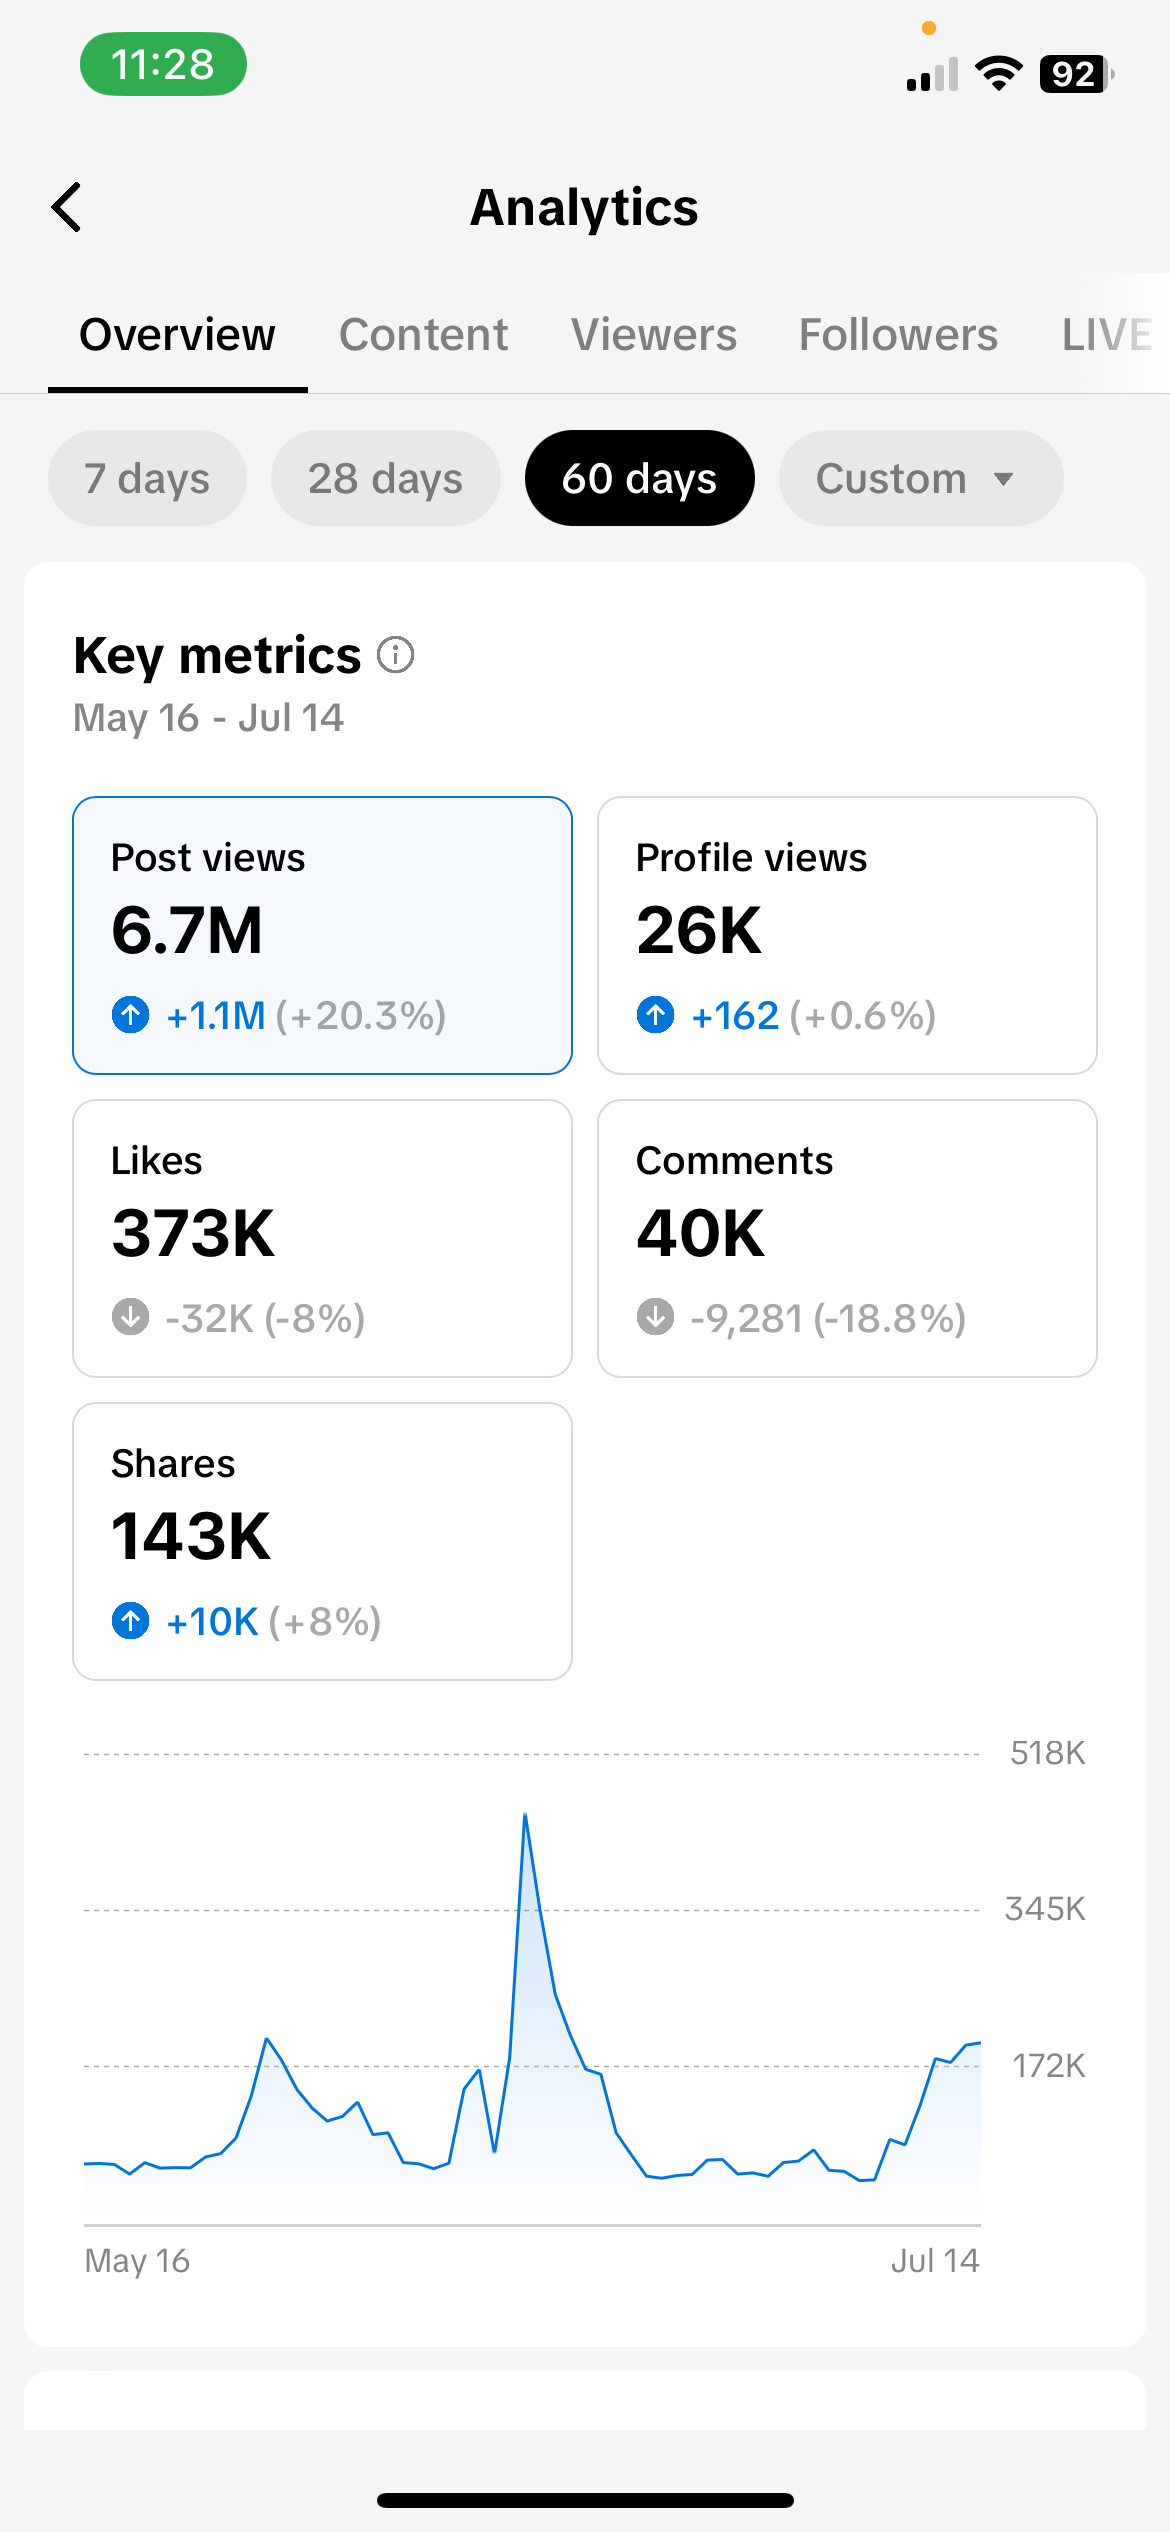 11:28
92
Analytics
Overview Content Viewers Followers LIVE
7 days 28 days 60 days Custom
Key metrics
May 16 - Jul 14
Post views
6.7M
+1.1M (+20.3%)
Profile views
26K
+162 (+0.6%)
Likes
373K
-32K (-8%)
Comments
40K
-9,281 (-18.8%)
Shares
143K
+10K (+8%)
518K
345K
172K
May 16 Jul 14